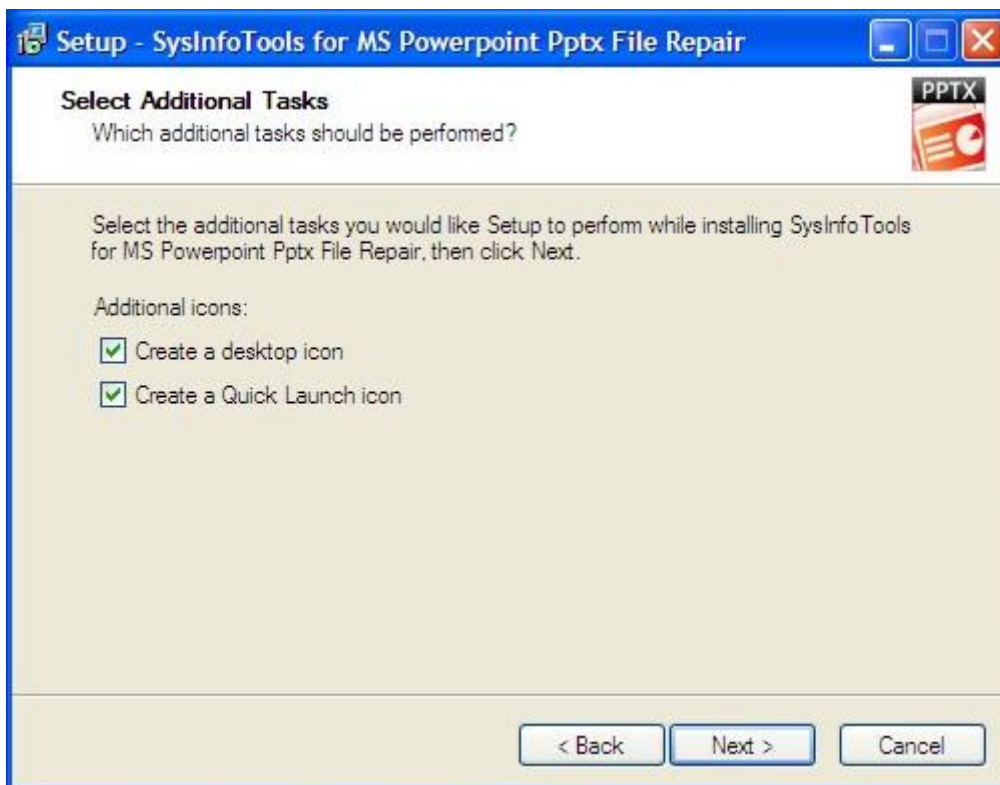 Setup - SysInfoTools for MS Powerpoint Pptx File Repair
Select Additional Tasks
PPTX
Which additional tasks should be performed?
Select the additional tasks you would like Setup to perform while installing SysInfoTools
for MS Powerpoint Pptx File Repair, then click Next.
Additional icons:
Create a desktop icon
Create a Quick Launch icon
< Back
Next >
Cancel